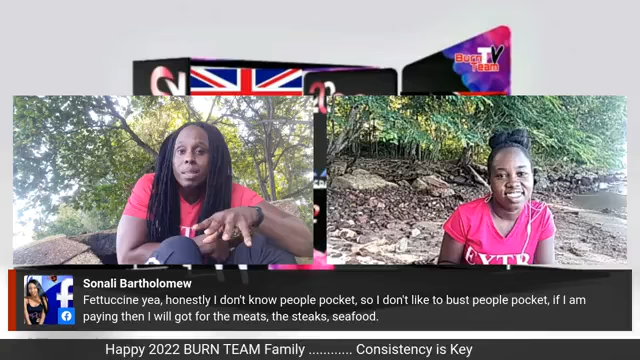 Burn TV
Team
EXTR
Sonali Bartholomew
Fettuccine yea, honestly I don't know people pocket, so I don't like to bust people pocket, if I am
paying then I will got for the meats, the steaks, seafood.
Happy 2022 BURN TEAM Family ............ Consistency is Key